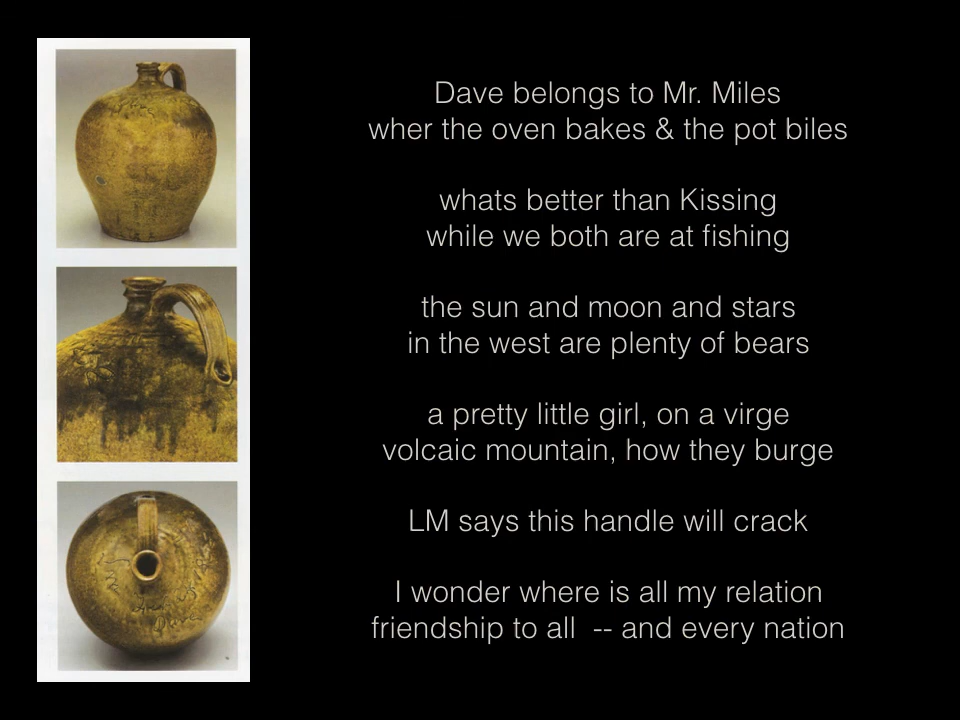 Dave belongs to Mr. Miles
wher the oven bakes & the pot biles
whats better than Kissing
while we both are at fishing
the sun and moon and stars
in the west are plenty of bears
a pretty little girl, on a virge
volcaic mountain, how they burge
LM says this handle will crack
I wonder where is all my relation
friendship to all -- and every nation
Dave